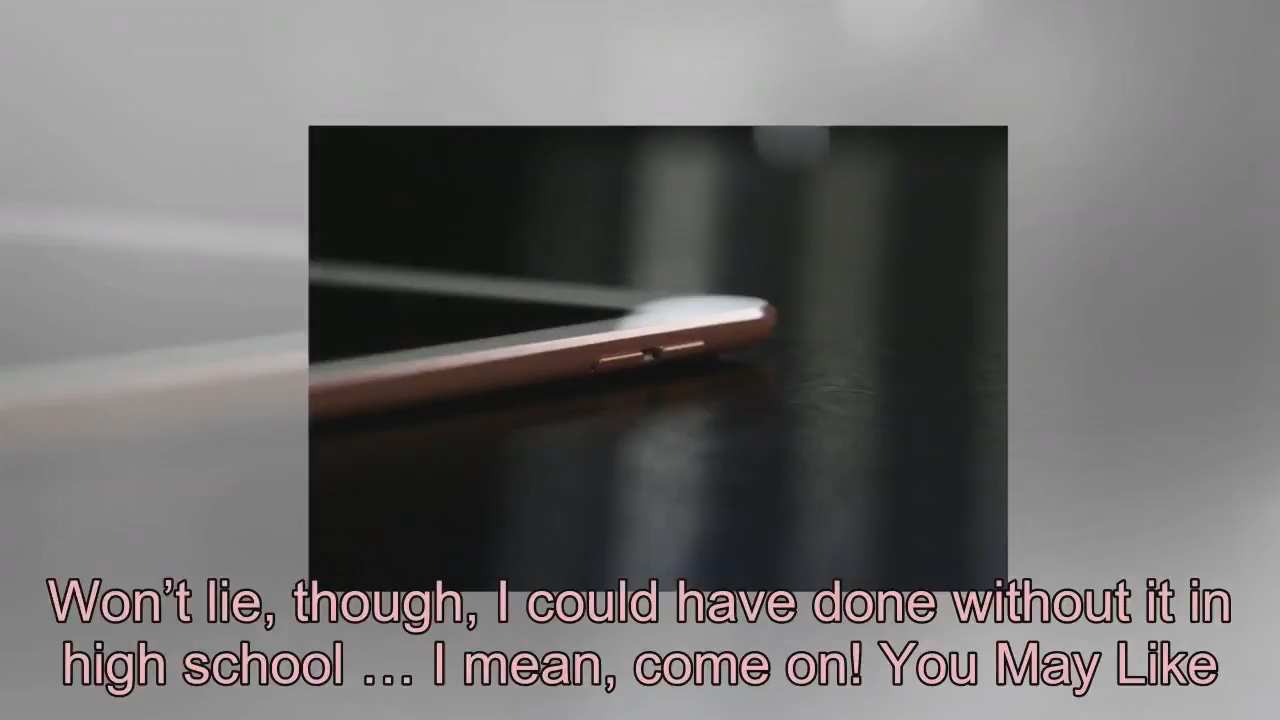 Won’t lie, though, I could have done without it in
high school … I mean, come on! You May Like